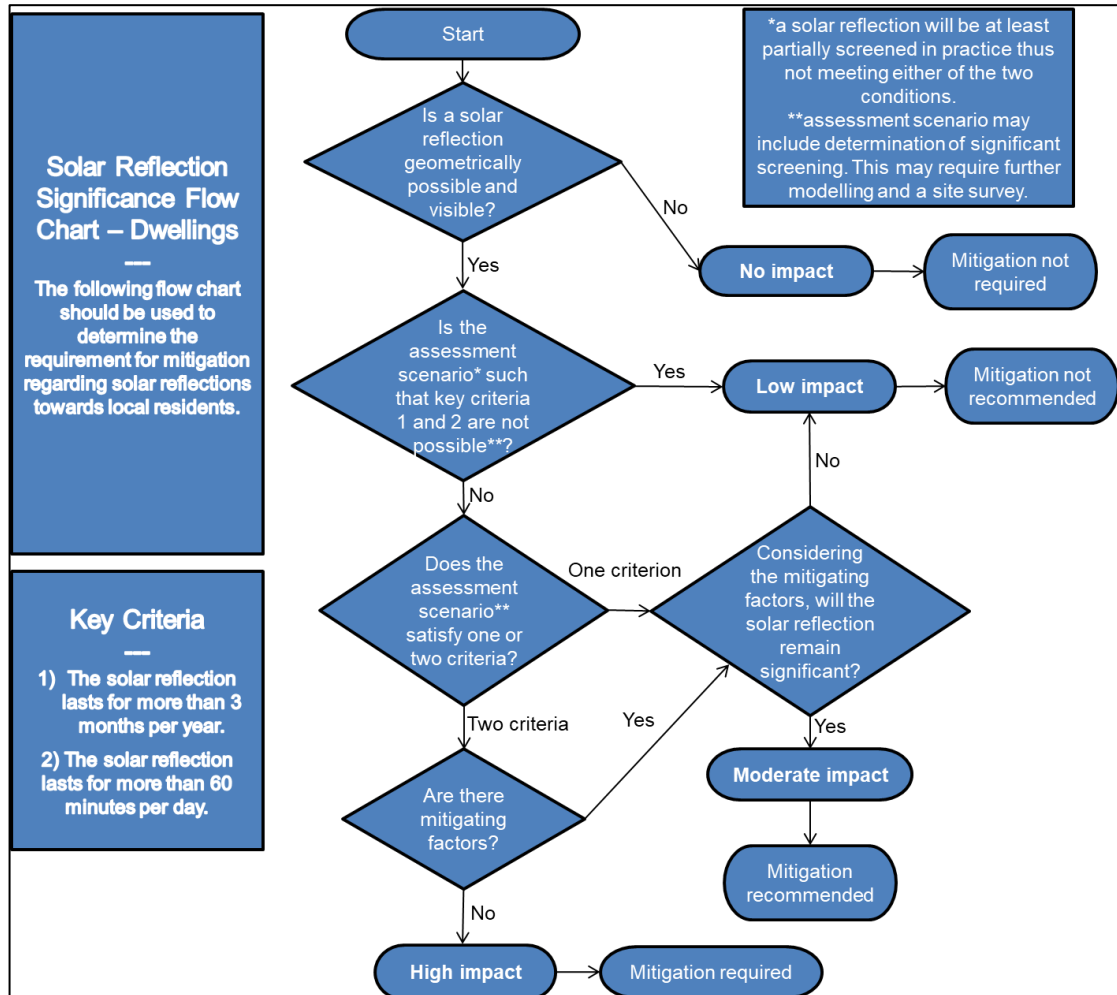 Solar Reflection
Significance Flow
Chart – Dwellings
---
The following flow chart
should be used to
determine the
requirement for mitigation
regarding solar reflections
towards local residents.
Key Criteria
---
1) The solar reflection
lasts for more than 3
months per year.
2) The solar reflection
lasts for more than 60
minutes per day.
Start
*a solar reflection will be at least
partially screened in practice thus
not meeting either of the two
conditions.
**assessment scenario may
include determination of significant
screening. This may require further
modelling and a site survey.
Is a solar
reflection
geometrically
possible and
visible?
No
No impact
Mitigation not
required
Yes
Is the
assessment
scenario* such
that key criteria
1 and 2 are not
possible**?
Yes
Low impact
Mitigation not
recommended
No
Does the
assessment
scenario**
satisfy one or
two criteria?
One criterion
Considering
the mitigating
factors, will the
solar reflection
remain
significant?
No
Yes
Moderate impact
Mitigation
recommended
Two criteria
Are there
mitigating
factors?
Yes
No
High impact
Mitigation required